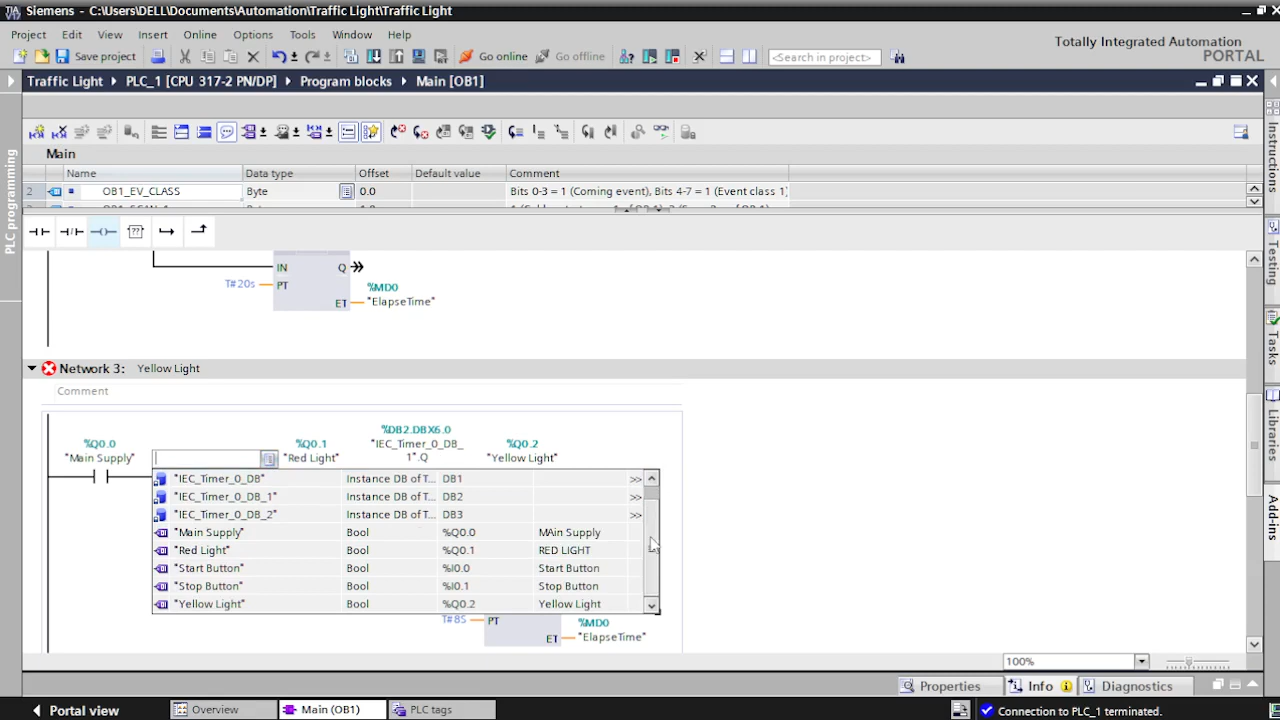 Siemens - C:\Users\DELL\Documents\Automation\Traffic Light\Traffic Light
Project Edit View Insert Online Options Tools Window Help
Totally Integrated Automation
PORTAL
Save project Go online Go offline <Search in project>
Traffic Light PLC_1 [CPU 317-2 PN/DP] Program blocks Main [OB1]
Main
Name Data type Offset Default value Comment
2 OB1_EV_CLASS Byte 0.0 Bits 0-3 = 1 (Coming event), Bits 4-7 = 1 (Event class 1)
??
IN Q
T#20s PT
%MD0
ET "ElapseTime"
Network 3: Yellow Light
Comment
%Q0.0 %Q0.1 %DB2.DBX6.0 %Q0.2
"Main Supply" "Red Light" "IEC_Timer_0_DB_ "Yellow Light"
1".Q
"IEC_Timer_0_DB" Instance DB of T... DB1 >>
"IEC_Timer_0_DB_1" Instance DB of T... DB2 >>
"IEC_Timer_0_DB_2" Instance DB of T... DB3 >>
"Main Supply" Bool %Q0.0 MAin Supply
"Red Light" Bool %Q0.1 RED LIGHT
"Start Button" Bool %I0.0 Start Button
"Stop Button" Bool %I0.1 Stop Button
"Yellow Light" Bool %Q0.2 Yellow Light
T#8S PT
%MD0
ET "ElapseTime"
100%
Properties Info Diagnostics
Portal view Overview Main (OB1) PLC tags Connection to PLC_1 terminated.
PLC programming
Instructions
Testing
Tasks
Libraries
Add-ins